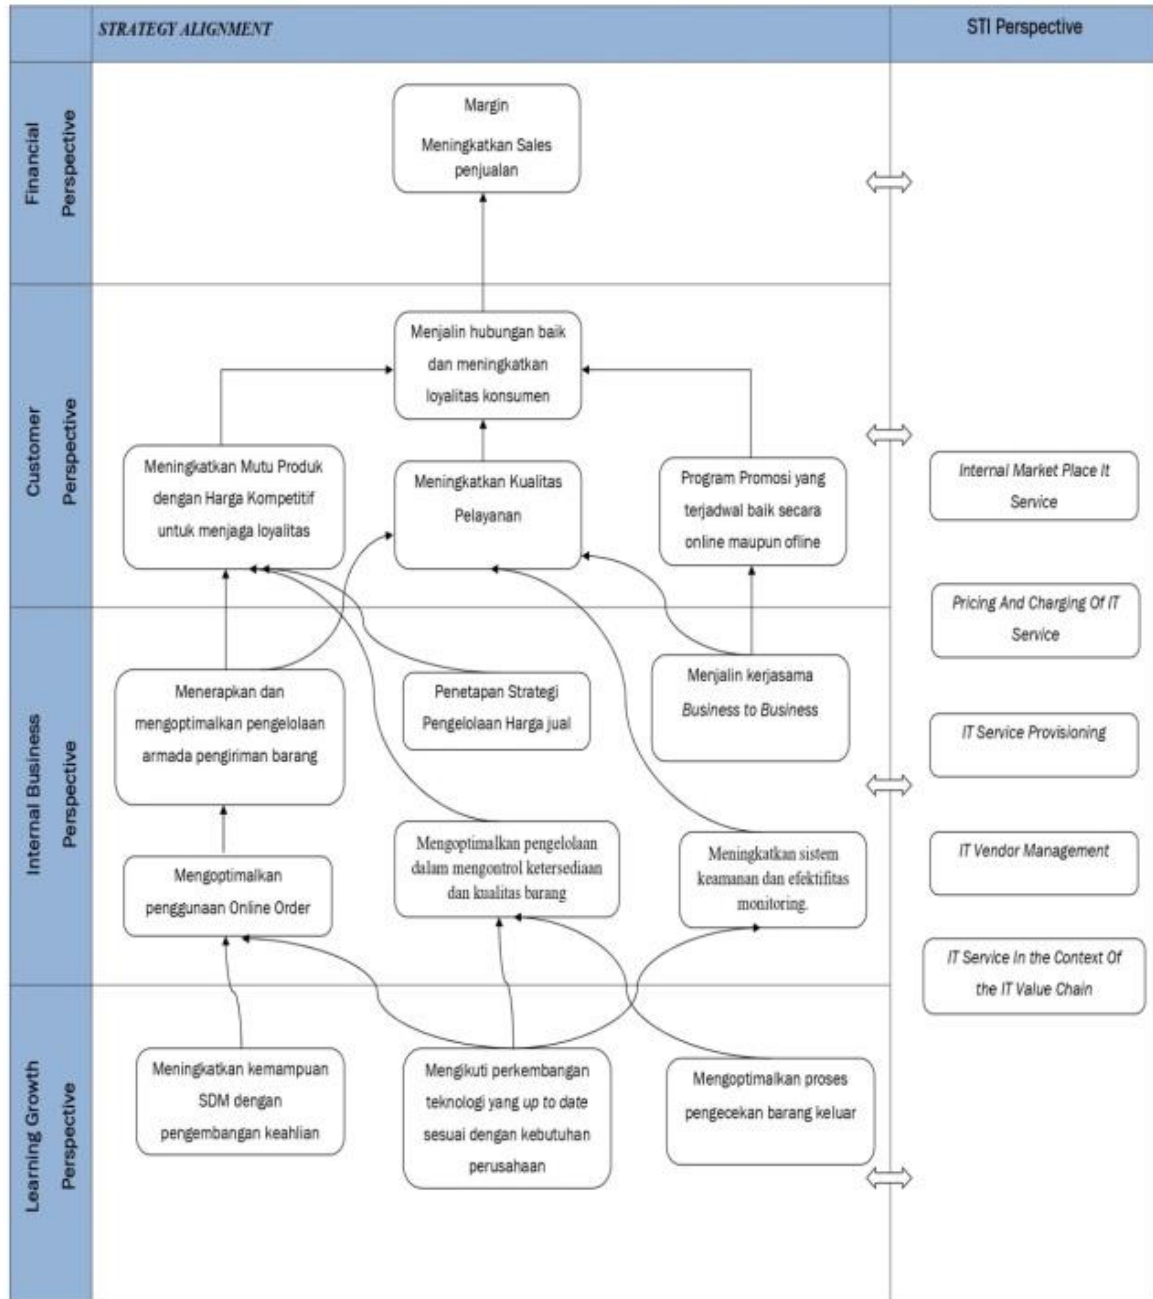 STRATEGY ALIGNMENT
STI Perspective
Financial
Perspective
Margin
Meningkatkan Sales
penjualan
Customer
Perspective
Menjalin hubungan baik
dan meningkatkan
loyalitas konsumen
Meningkatkan Mutu Produk
dengan Harga Kompetitif
untuk menjaga loyalitas
Meningkatkan Kualitas
Pelayanan
Program Promosi yang
terjadwal baik secara
online maupun ofline
Internal Business
Perspective
Menerapkan dan
mengoptimalkan pengelolaan
armada pengiriman barang
Penetapan Strategi
Pengelolaan Harga jual
Menjalin kerjasama
Business to Business
Mengoptimalkan
penggunaan Online Order
Mengoptimalkan pengelolaan
dalam mengontrol ketersediaan
dan kualitas barang
Meningkatkan sistem
keamanan dan efektifitas
monitoring.
Learning Growth
Perspective
Meningkatkan kemampuan
SDM dengan
pengembangan keahlian
Mengikuti perkembangan
teknologi yang up to date
sesuai dengan kebutuhan
perusahaan
Mengoptimalkan proses
pengecekan barang keluar
Internal Market Place It
Service
Pricing And Charging Of IT
Service
IT Service Provisioning
IT Vendor Management
IT Service In the Context Of
the IT Value Chain